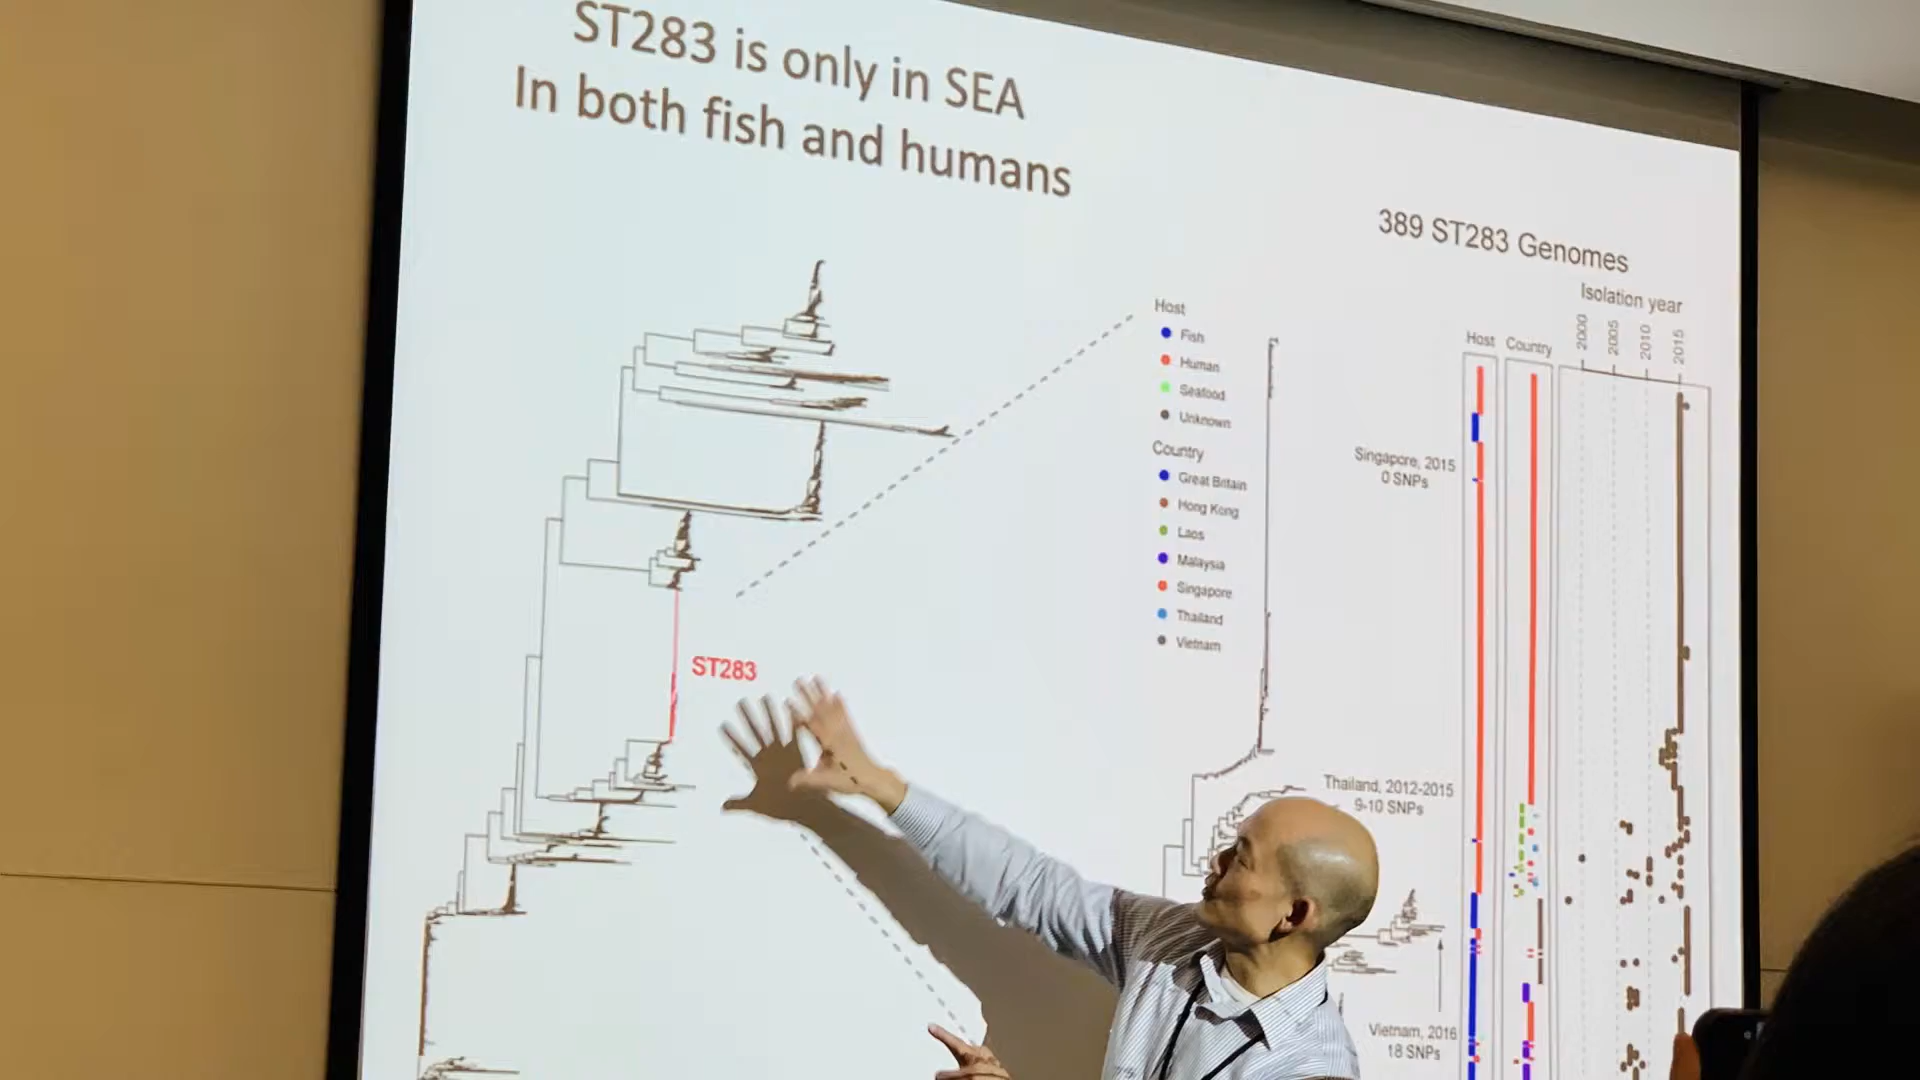 ST283 is only in SEA
In both fish and humans
389 ST283 Genomes
Isolation year
2000
2005
2010
2015
Host
Country
Host
Fish
Human
Seafood
Unknown
Country
Great Britain
Hong Kong
Laos
Malaysia
Singapore
Thailand
Vietnam
Singapore, 2015
0 SNPs
ST283
Thailand, 2012-2015
9-10 SNPs
Vietnam, 2016
18 SNPs